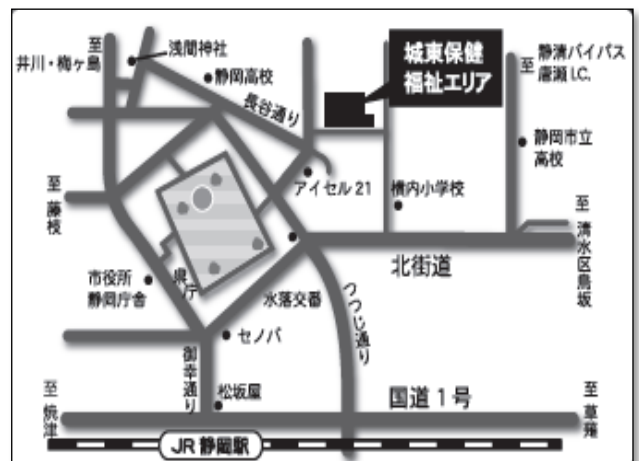 至
井川・梅ヶ島
浅間神社
静岡高校
長谷通り
城東保健
福祉エリア
至
静清バイパス
唐瀬I.C.
静岡市立
高校
至
藤枝
アイセル21
横内小学校
至
清水区鳥坂
北街道
市役所
静岡庁舎
県庁
水落交番
つつじ通り
セノバ
御幸通り
松坂屋
国道1号
至
焼津
至
草薙
JR静岡駅